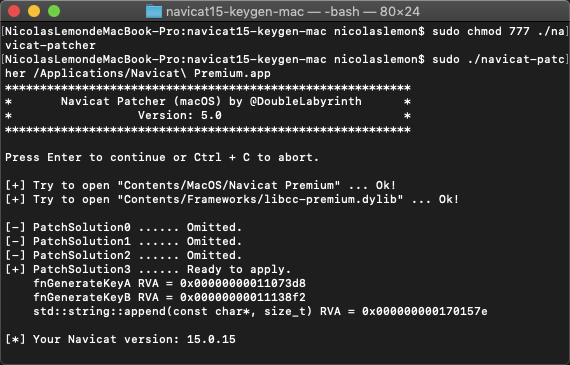 navicat15-keygen-mac — -bash — 80×24
[NicolasLemondeMacBook-Pro:navicat15-keygen-mac nicolaslemon$ sudo chmod 777 ./na]
vicat-patcher
[NicolasLemondeMacBook-Pro:navicat15-keygen-mac nicolaslemon$ sudo ./navicat-patc]
her /Applications/Navicat\ Premium.app
**********************************************************
*       Navicat Patcher (macOS) by @DoubleLabyrinth      *
*                  Version: 5.0                          *
**********************************************************
Press Enter to continue or Ctrl + C to abort.
[+] Try to open "Contents/MacOS/Navicat Premium" ... Ok!
[+] Try to open "Contents/Frameworks/libcc-premium.dylib" ... Ok!
[-] PatchSolution0 ...... Omitted.
[-] PatchSolution1 ...... Omitted.
[-] PatchSolution2 ...... Omitted.
[+] PatchSolution3 ...... Ready to apply.
    fnGenerateKeyA RVA = 0x00000000011073d8
    fnGenerateKeyB RVA = 0x00000000011138f2
    std::string::append(const char*, size_t) RVA = 0x000000000170157e
[*] Your Navicat version: 15.0.15